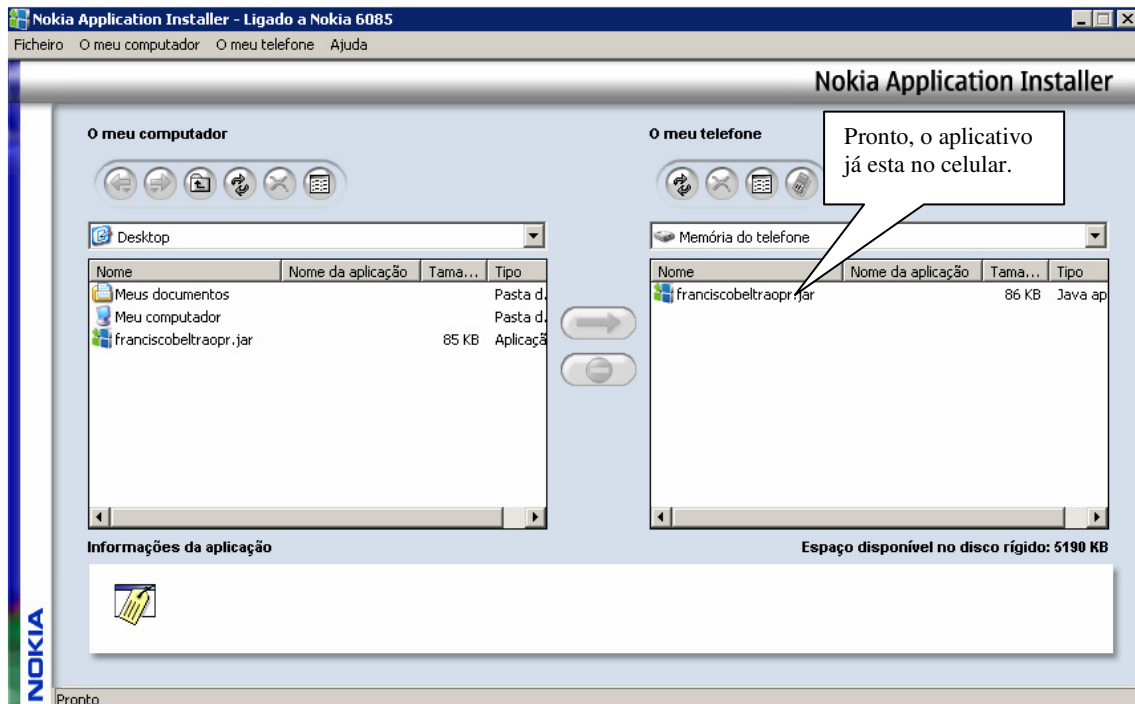 Nokia Application Installer - Ligado a Nokia 6085
Ficheiro O meu computador O meu telefone Ajuda
Nokia Application Installer
O meu computador
O meu telefone
Pronto, o aplicativo
já esta no celular.
Desktop
Memória do telefone
Nome Nome da aplicação Tama... Tipo
Meus documentos Pasta d.
Meu computador Pasta d.
franciscobeltraopr.jar 85 KB Aplicaçã
Nome Nome da aplicação Tama... Tipo
franciscobeltraopr.jar 86 KB Java ap
Informações da aplicação
Espaço disponível no disco rígido: 5190 KB
NOKIA
Pronto